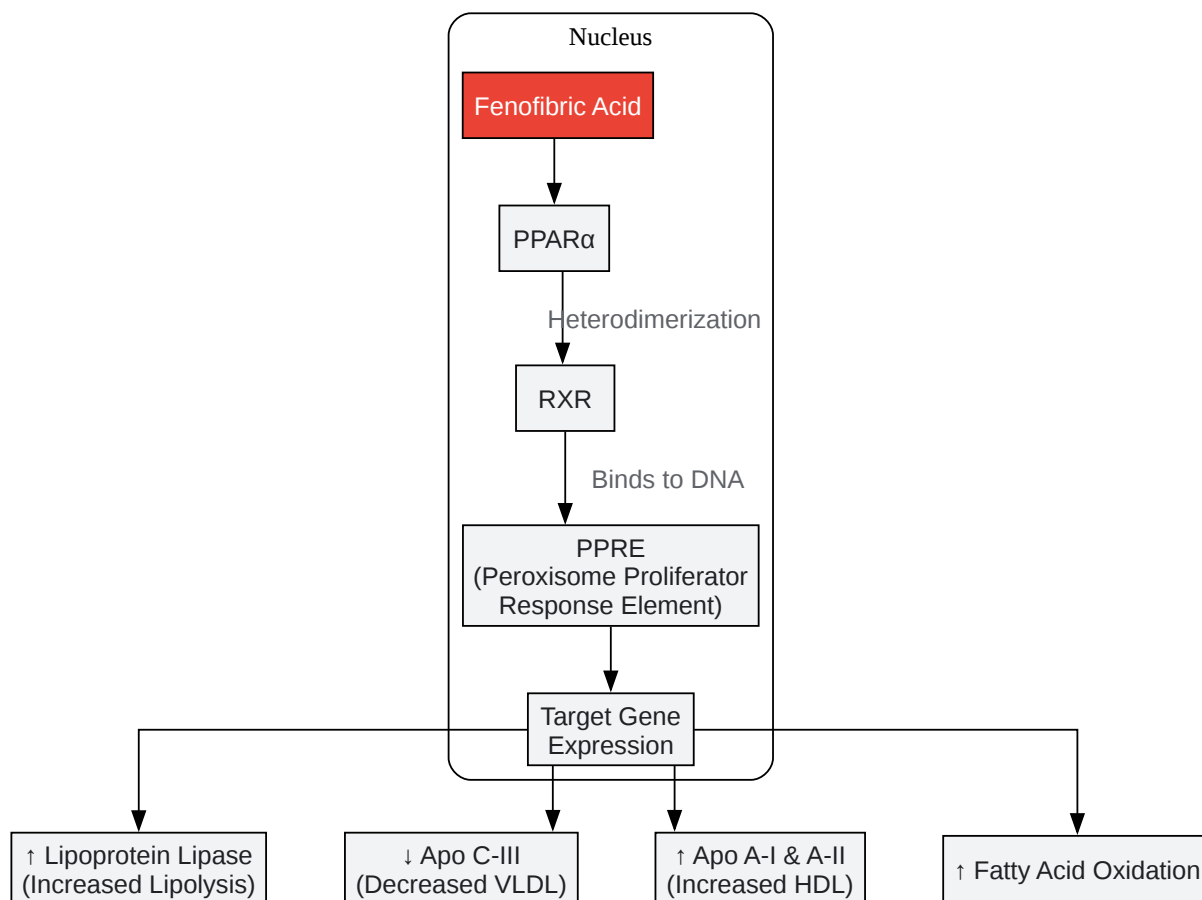 Nucleus
Fenofibric Acid
PPARα
Heterodimerization
RXR
Binds to DNA
PPRE
(Peroxisome Proliferator
Response Element)
Target Gene
Expression
↑ Lipoprotein Lipase
(Increased Lipolysis)
↓ Apo C-III
(Decreased VLDL)
↑ Apo A-I & A-II
(Increased HDL)
↑ Fatty Acid Oxidation